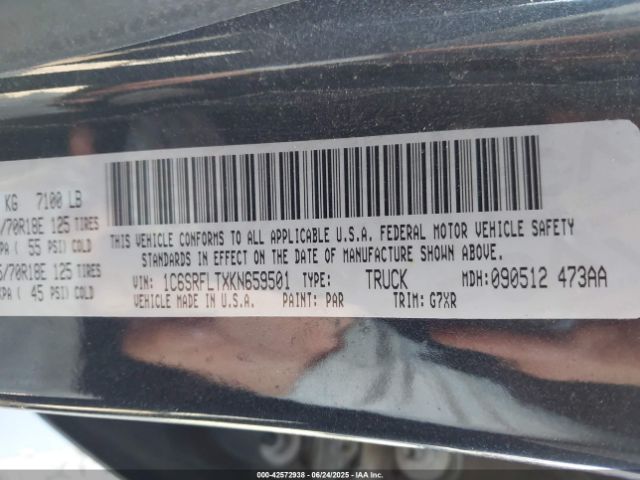 KG 7100 LB
/70R18E 125 TIRES
PA ( 55 PSI) COLD
/70R18E 125 TIRES
KPA ( 45 PSI) COLD
THIS VEHICLE CONFORMS TO ALL APPLICABLE U.S.A. FEDERAL MOTOR VEHICLE SAFETY
STANDARDS IN EFFECT ON THE DATE OF MANUFACTURE SHOWN ABOVE.
VIN: 1C6SRFLTXKN659501 TYPE: TRUCK MDH: 090512 473AA
VEHICLE MADE IN U.S.A. PAINT: PAR TRIM: G7XR
000-42572938 - 06/24/2025 - Copyright © 2025 IAA, Inc.